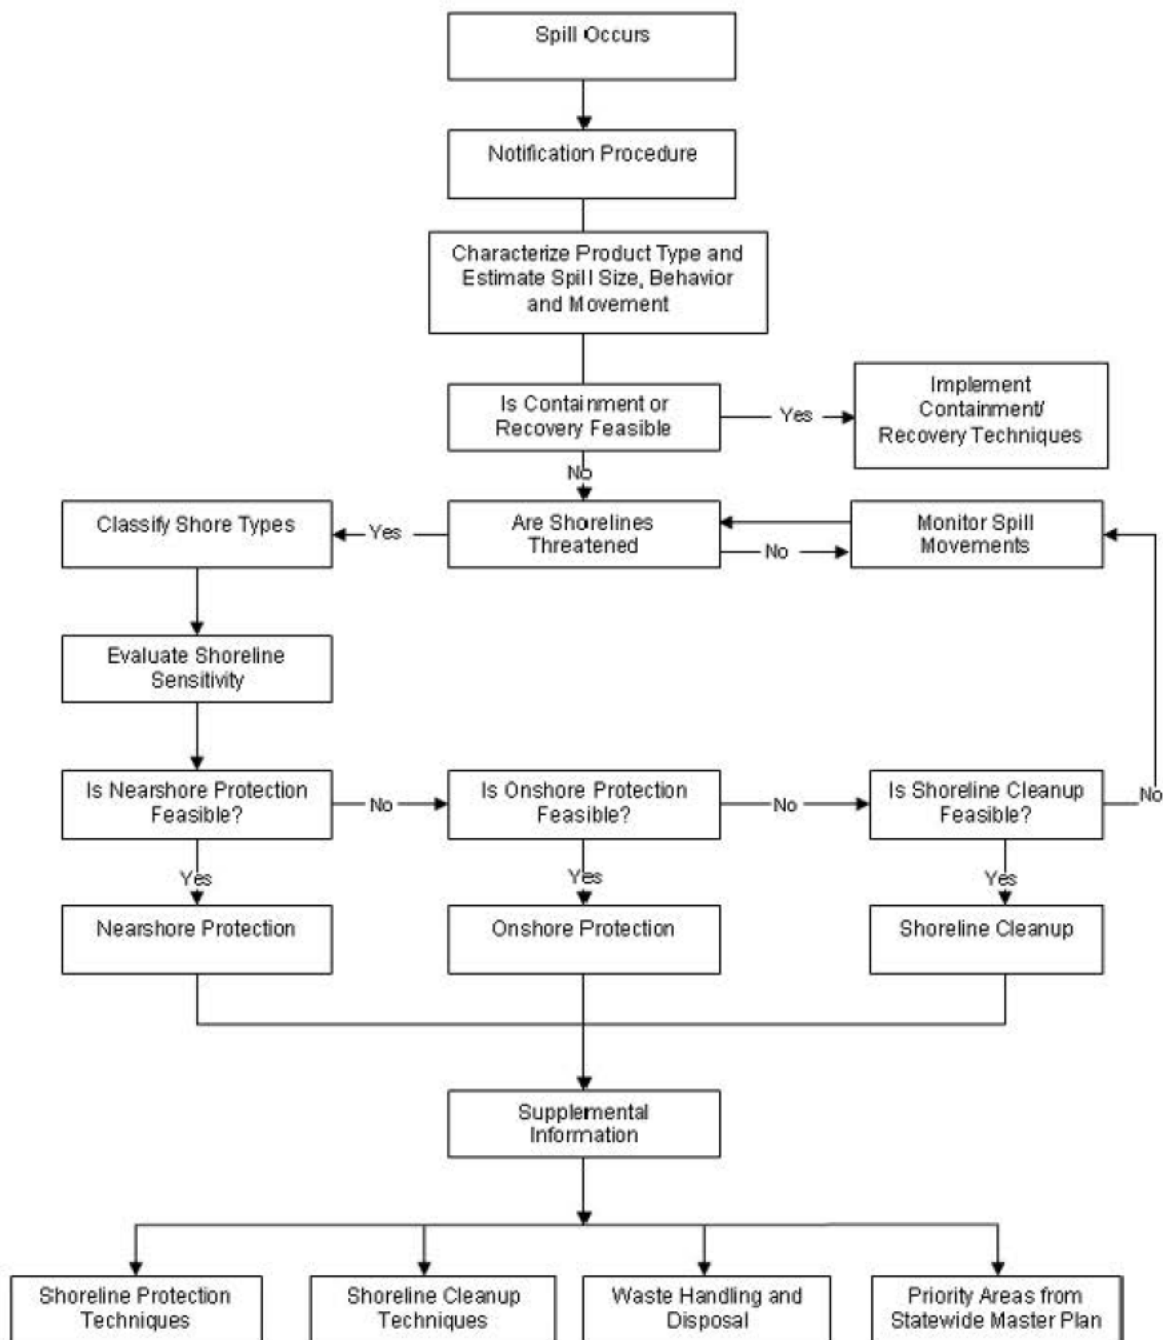 Spill Occurs
Notification Procedure
Characterize Product Type and
Estimate Spill Size, Behavior
and Movement
Is Containment or
Recovery Feasible
Yes
Implement
Containment/
Recovery Techniques
No
Classify Shore Types
Yes
Are Shorelines
Threatened
No
Monitor Spill
Movements
Evaluate Shoreline
Sensitivity
Is Nearshore Protection
Feasible?
No
Is Onshore Protection
Feasible?
No
Is Shoreline Cleanup
Feasible?
No
Yes
Yes
Yes
Nearshore Protection
Onshore Protection
Shoreline Cleanup
Supplemental
Information
Shoreline Protection
Techniques
Shoreline Cleanup
Techniques
Waste Handling and
Disposal
Priority Areas from
Statewide Master Plan